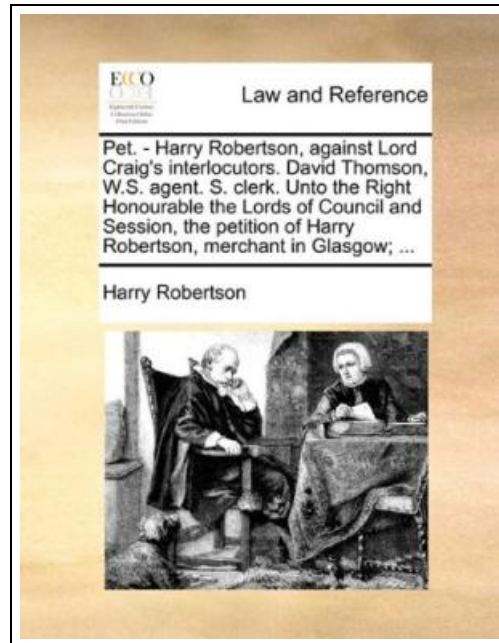 ECCO
Law and Reference
Pet. - Harry Robertson, against Lord
Craig's interlocutors. David Thomson,
W.S. agent. S. clerk. Unto the Right
Honourable the Lords of Council and
Session, the petition of Harry
Robertson, merchant in Glasgow; ...
Harry Robertson